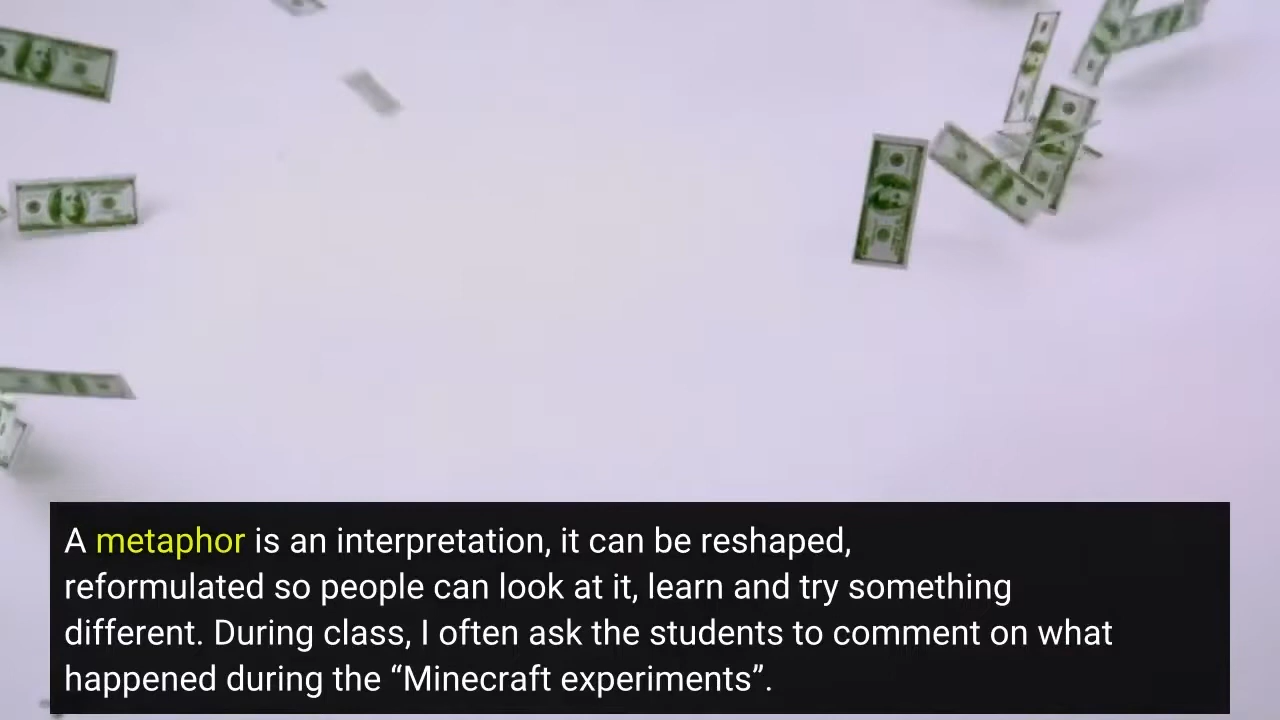 A metaphor is an interpretation, it can be reshaped,
reformulated so people can look at it, learn and try something
different. During class, I often ask the students to comment on what
happened during the “Minecraft experiments”.